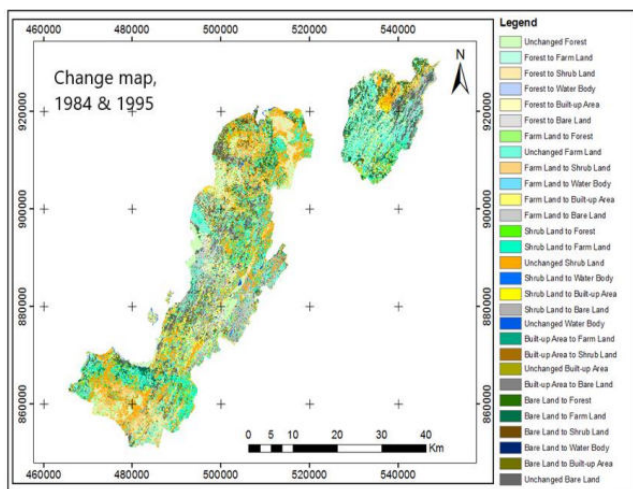 460000 480000 500000 520000 540000
Change map,
1984 & 1995
N
920000
900000
880000
860000
920000
900000
880000
860000
0 5 10 20 30 40
Km
460000 480000 500000 520000 540000
Legend
Unchanged Forest
Forest to Farm Land
Forest to Shrub Land
Forest to Water Body
Forest to Built-up Area
Forest to Bare Land
Farm Land to Forest
Unchanged Farm Land
Farm Land to Shrub Land
Farm Land to Water Body
Farm Land to Built-up Area
Farm Land to Bare Land
Shrub Land to Forest
Shrub Land to Farm Land
Unchanged Shrub Land
Shrub Land to Water Body
Shrub Land to Built-up Area
Shrub Land to Bare Land
Unchanged Water Body
Built-up Area to Farm Land
Built-up Area to Shrub Land
Unchanged Built-up Area
Built-up Area to Bare Land
Bare Land to Forest
Bare Land to Farm Land
Bare Land to Shrub Land
Bare Land to Water Body
Bare Land to Built-up Area
Unchanged Bare Land